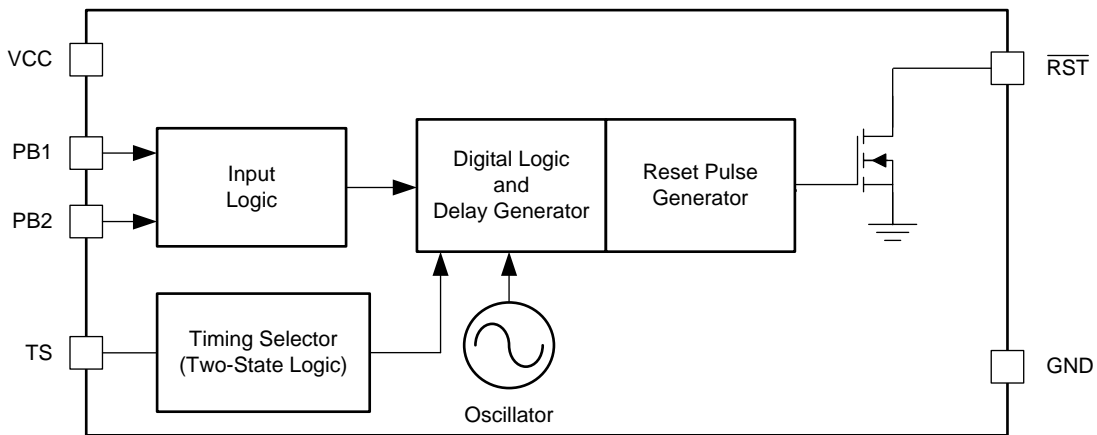 VCC
RST
PB1
PB2
Input
Logic
Digital Logic
and
Delay Generator
Reset Pulse
Generator
TS
Timing Selector
(Two-State Logic)
Oscillator
GND